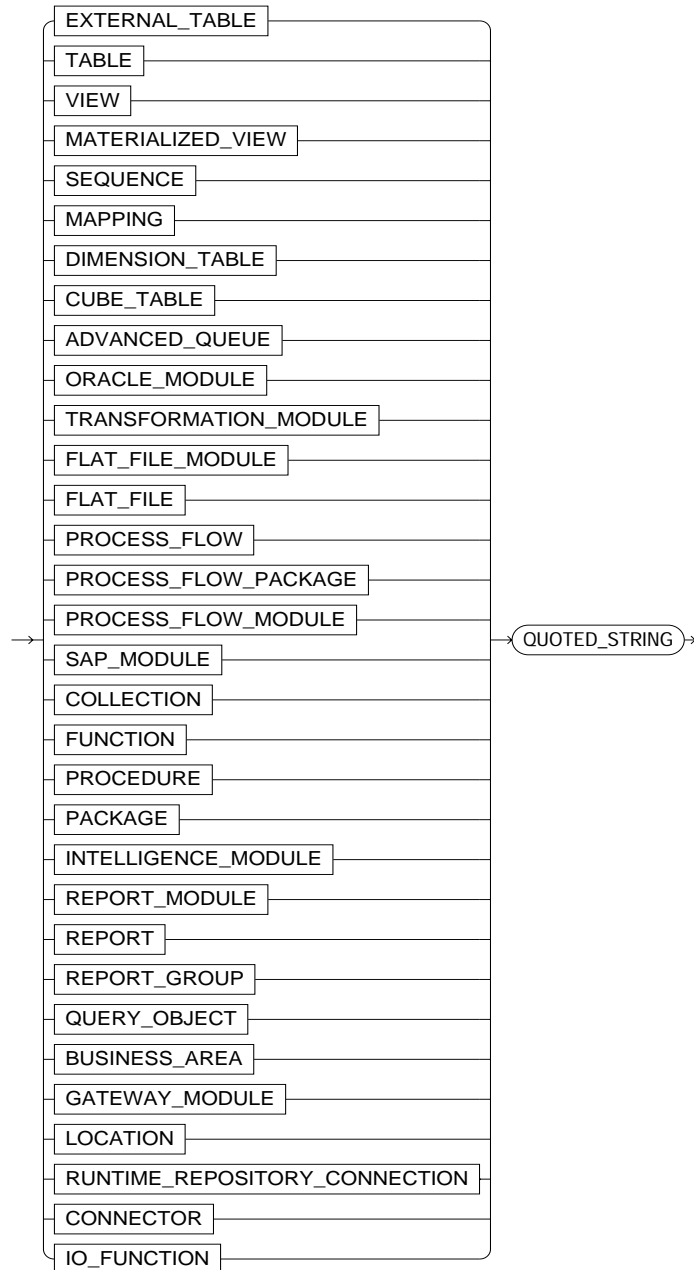 EXTERNAL_TABLE
TABLE
VIEW
MATERIALIZED_VIEW
SEQUENCE
MAPPING
DIMENSION_TABLE
CUBE_TABLE
ADVANCED_QUEUE
ORACLE_MODULE
TRANSFORMATION_MODULE
FLAT_FILE_MODULE
FLAT_FILE
PROCESS_FLOW
PROCESS_FLOW_PACKAGE
PROCESS_FLOW_MODULE
QUOTED_STRING
SAP_MODULE
COLLECTION
FUNCTION
PROCEDURE
PACKAGE
INTELLIGENCE_MODULE
REPORT_MODULE
REPORT
REPORT_GROUP
QUERY_OBJECT
BUSINESS_AREA
GATEWAY_MODULE
LOCATION
RUNTIME_REPOSITORY_CONNECTION
CONNECTOR
IO_FUNCTION